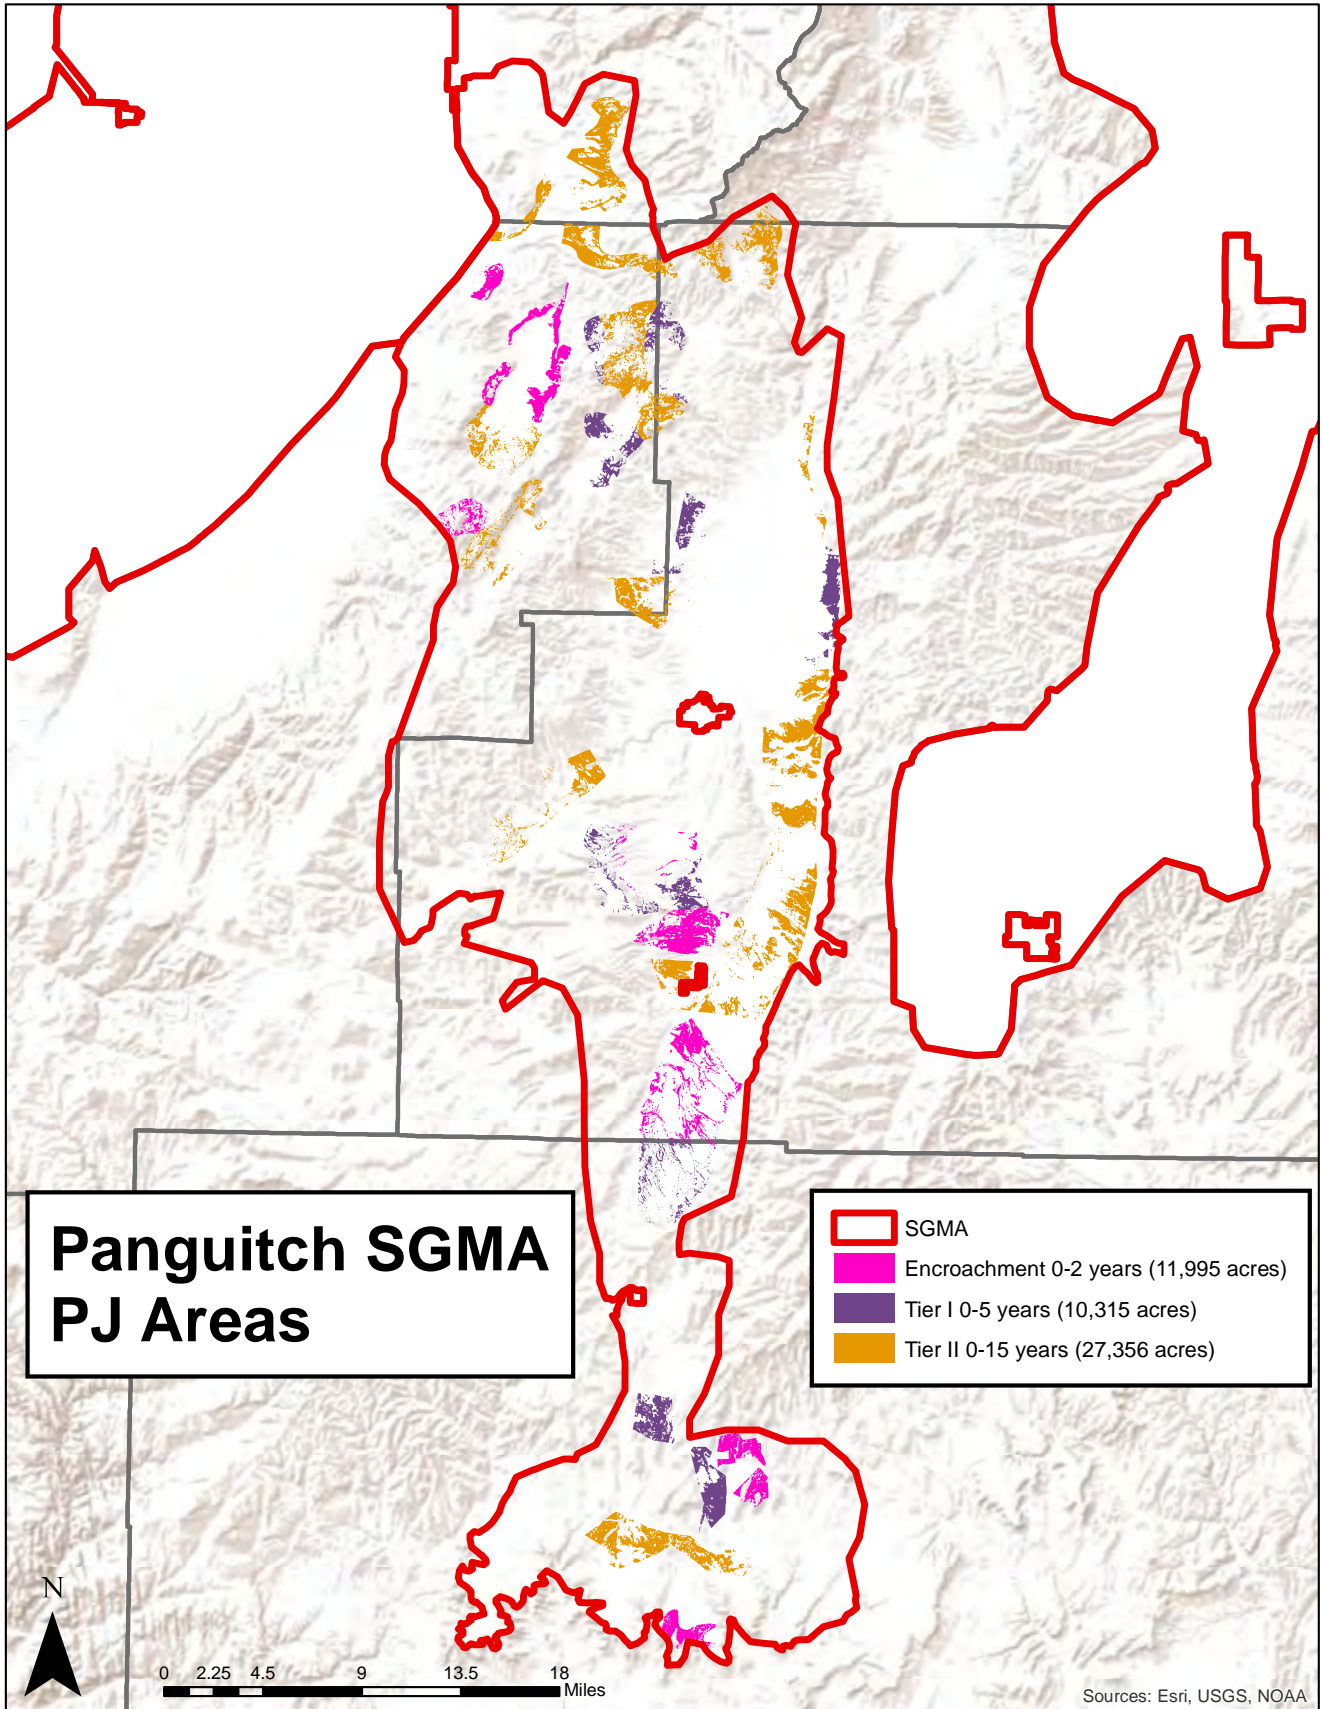 Panguitch SGMA
PJ Areas
SGMA
Encroachment 0-2 years (11,995 acres)
Tier I 0-5 years (10,315 acres)
Tier II 0-15 years (27,356 acres)
N
0 2.25 4.5 9 13.5 18
Miles
Sources: Esri, USGS, NOAA